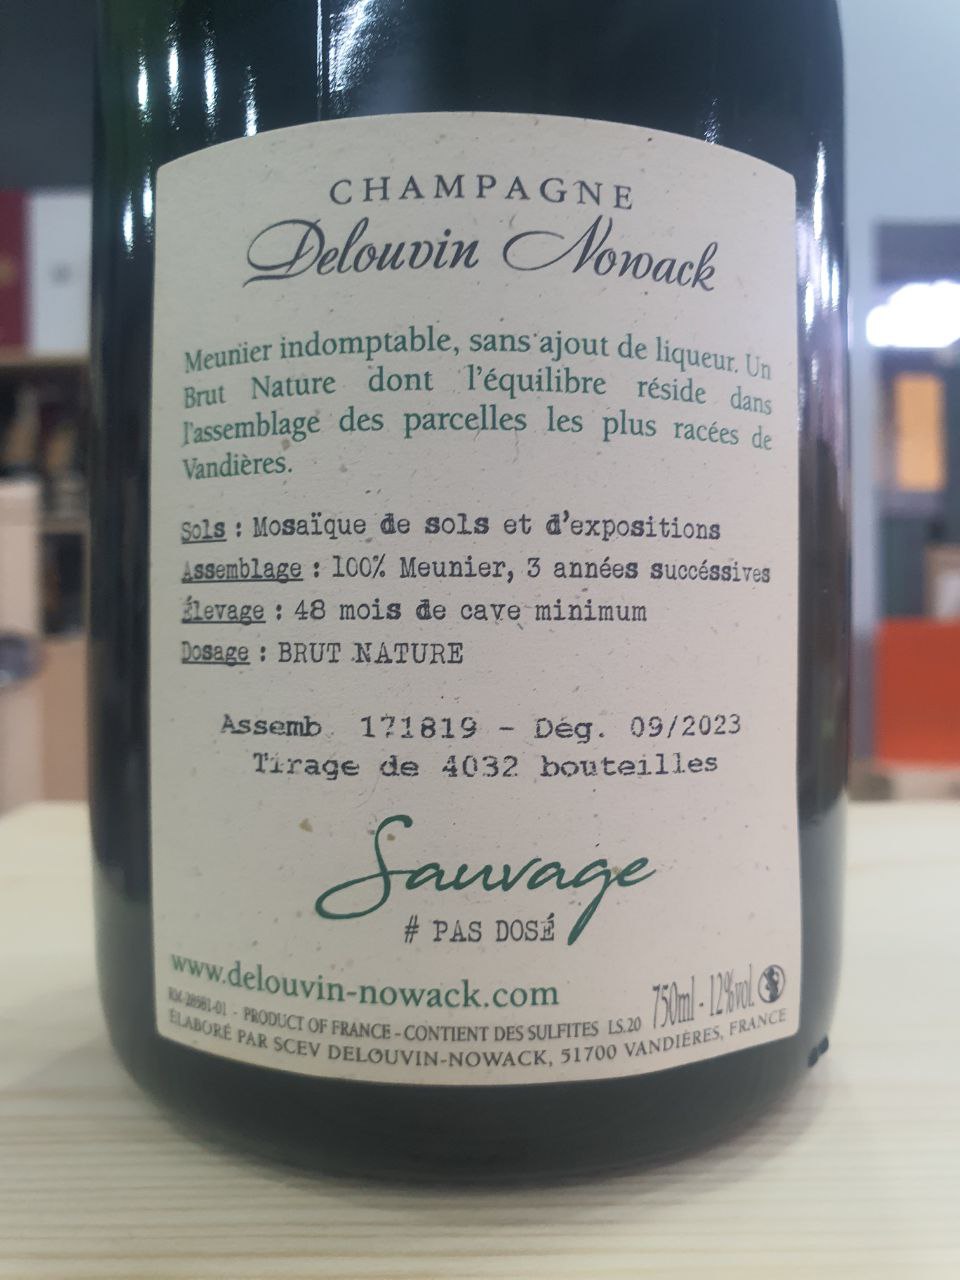 CHAMPAGNE
Delouvin Nowack
Meunier indomptable, sans ajout de liqueur. Un
Brut Nature dont l'équilibre réside dans
l'assemblage des parcelles les plus racées de
Vandières.
Sols : Mosaïque de sols et d'expositions
Assemblage : 100% Meunier, 3 années succéssives
Élevage : 48 mois de cave minimum
Dosage : BRUT NATURE
Assemb. 171819 - Dég. 09/2023
Tirage de 4032 bouteilles
Sauvage
# PAS DOSÉ
www.delouvin-nowack.com
750ml - 12%vol.
PRODUCT OF FRANCE - CONTIENT DES SULFITES LS.20
ÉLABORÉ PAR SCEV DELOUVIN-NOWACK, 51700 VANDIÈRES, FRANCE